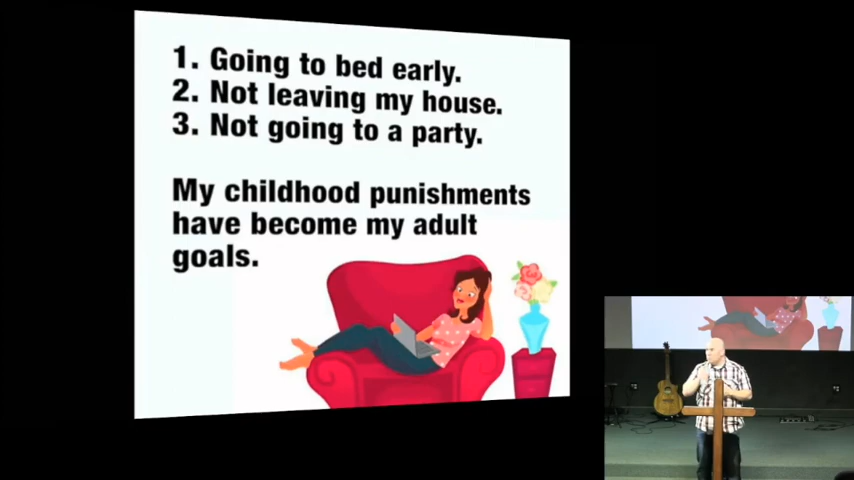 1. Going to bed early.
2. Not leaving my house.
3. Not going to a party.
My childhood punishments
have become my adult
goals.